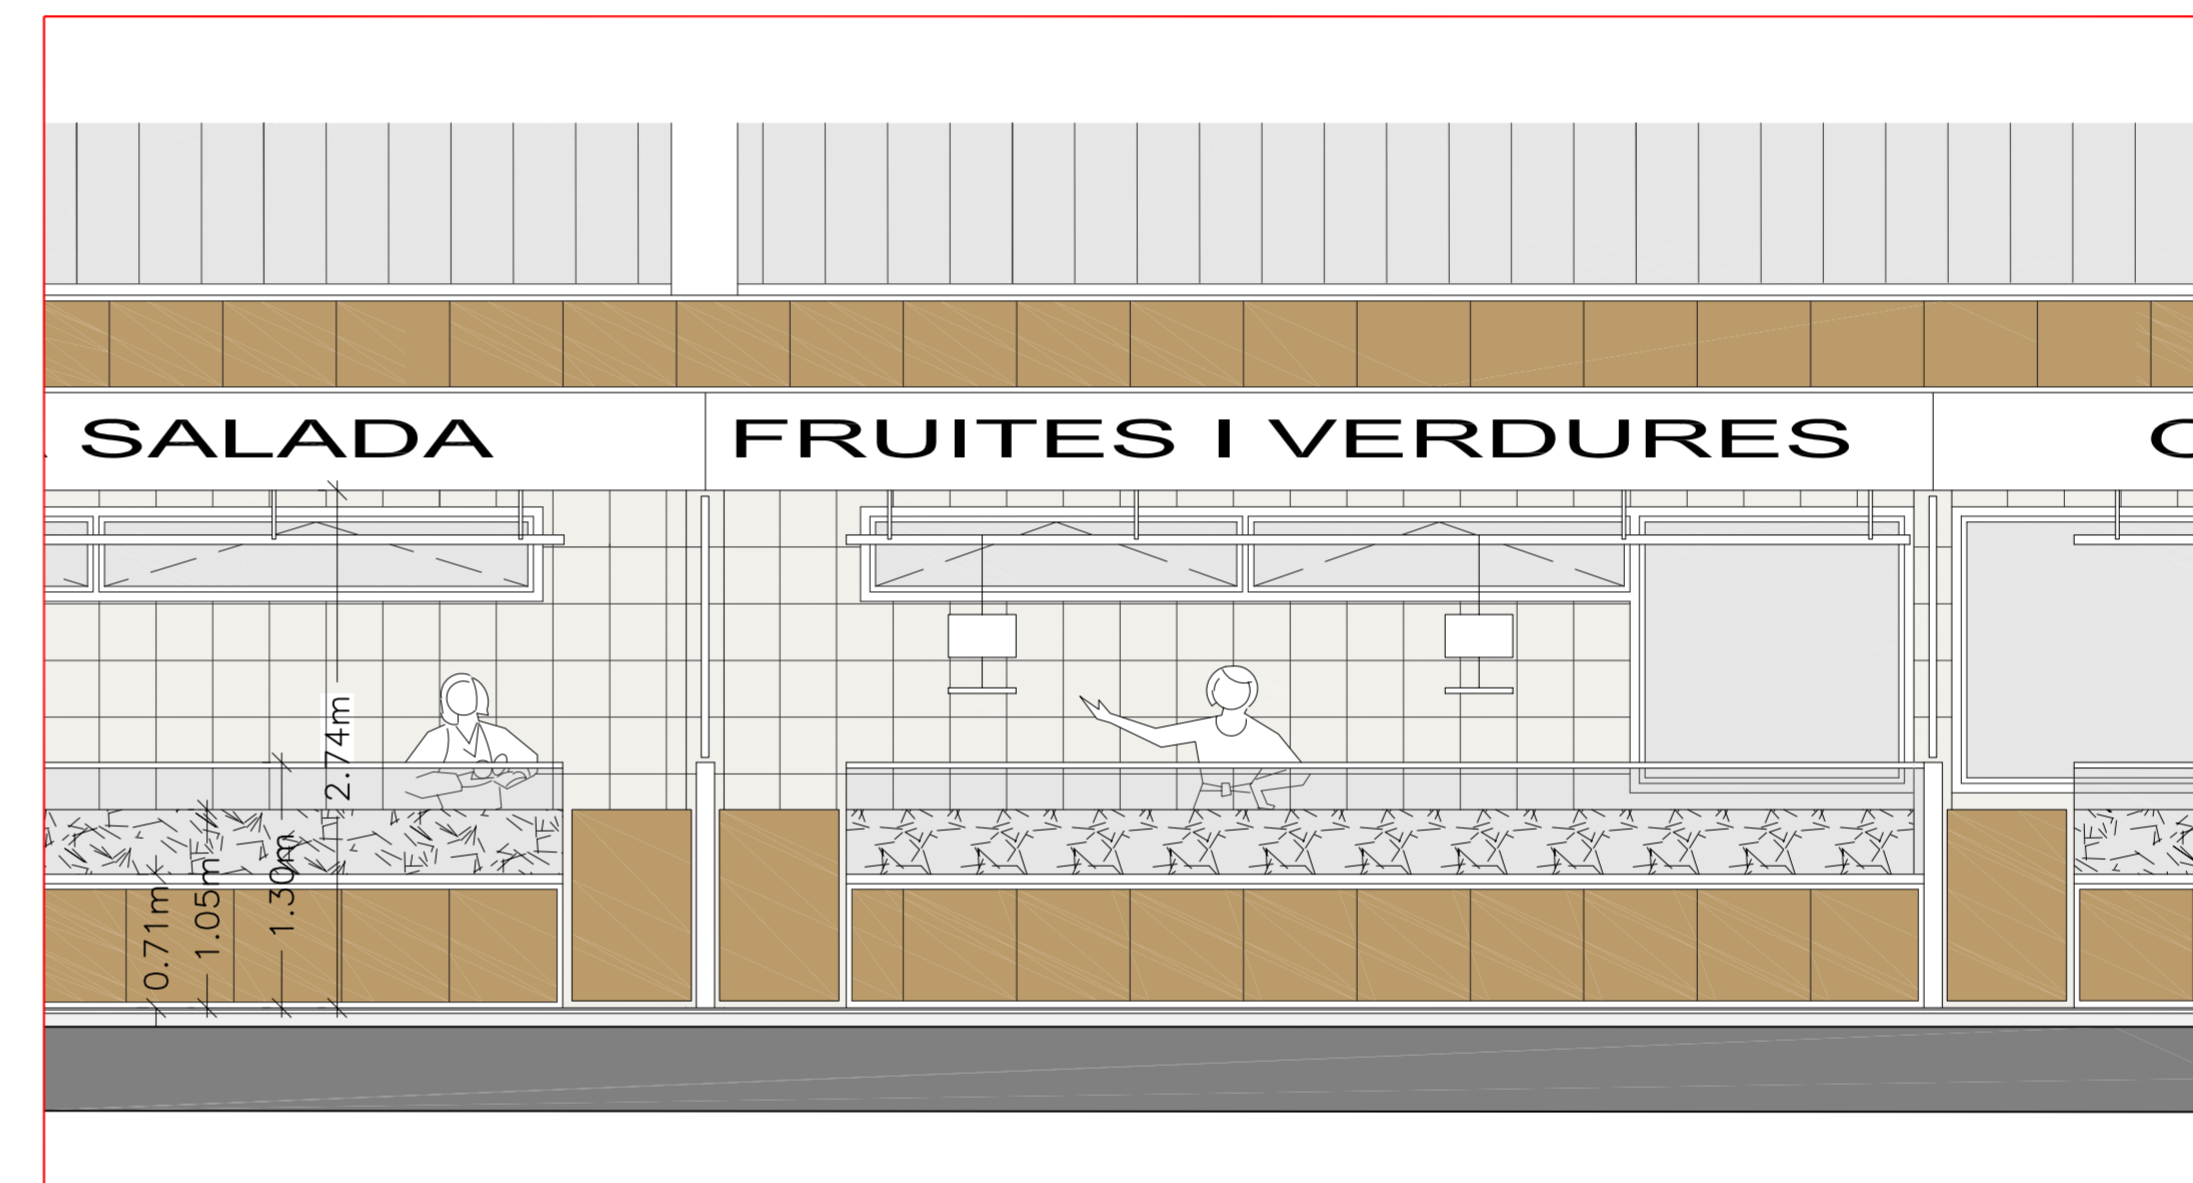 SALADA
FRUITES I VERDURES
2.74m
1.30m
1.05m
0.71m